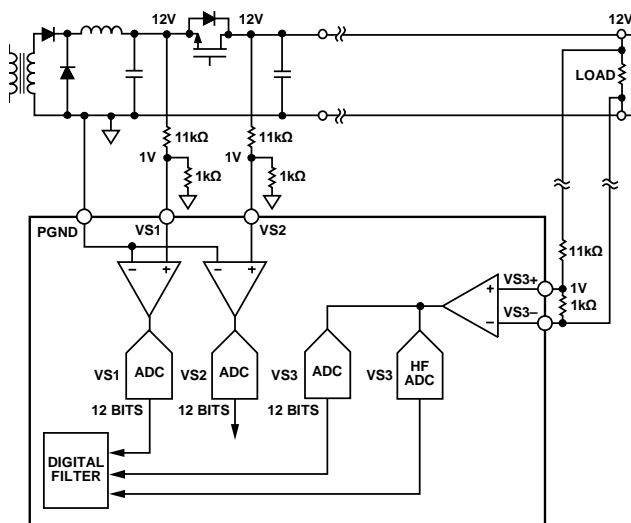 12V
12V
12V
LOAD
11kΩ
11kΩ
1V
1V
1kΩ
1kΩ
PGND
VS1
VS2
11kΩ
− +
− +
VS3+
1V
+
1kΩ
VS3−
−
VS1
ADC
VS2
ADC
VS3
ADC
VS3
HF
ADC
12 BITS
12 BITS
12 BITS
DIGITAL
FILTER